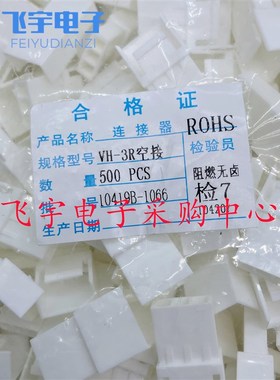 飞宇电子
FEIYUDIANZI
合格证
产品名称 连接器 ROHS
规格型号 VH-3R空接 检验员
数量 500 PCS 阻燃无卤
L0419B-1066 检7
生产日期
飞宇电子采购中心